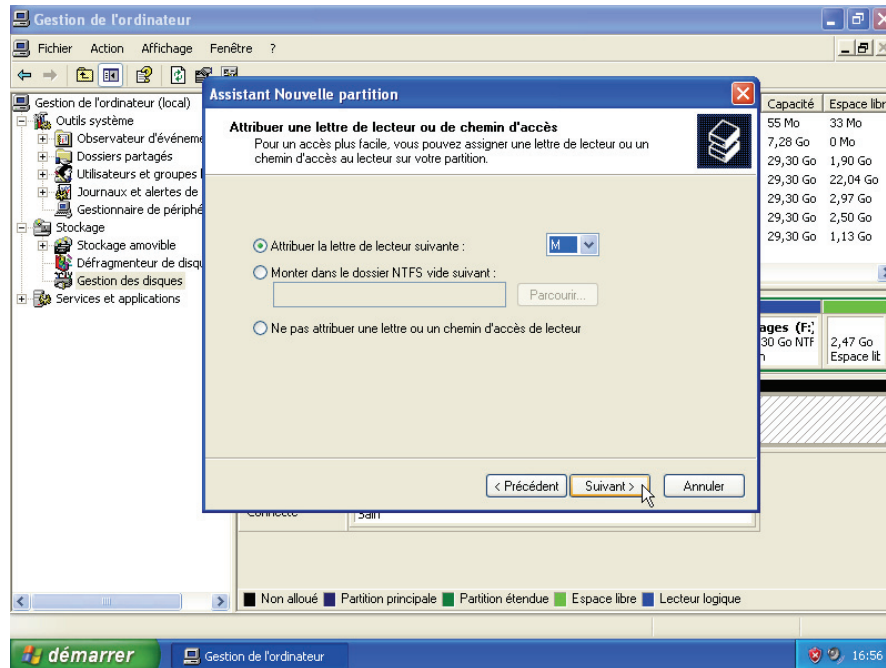 Gestion de l'ordinateur
Fichier Action Affichage Fenêtre ?
Gestion de l'ordinateur (local)
Outils système
Observateur d'événeme
Dossiers partagés
Utilisateurs et groupes l
Journaux et alertes de
Gestionnaire de périphé
Stockage
Stockage amovible
Défragmenteur de disqu
Gestion des disques
Services et applications
Assistant Nouvelle partition
Attribuer une lettre de lecteur ou de chemin d'accès
Pour un accès plus facile, vous pouvez assigner une lettre de lecteur ou un
chemin d'accès au lecteur sur votre partition.
Attribuer la lettre de lecteur suivante : M
Monter dans le dossier NTFS vide suivant :
Parcourir...
Ne pas attribuer une lettre ou un chemin d'accès de lecteur
< Précédent Suivant > Annuler
Capacité Espace libr
55 Mo 33 Mo
7,28 Go 0 Mo
29,30 Go 1,90 Go
29,30 Go 22,04 Go
29,30 Go 2,97 Go
29,30 Go 2,50 Go
29,30 Go 1,13 Go
ages (F:)
30 Go NTF
2,47 Go
Espace lit
Connecté Sain
Non alloué Partition principale Partition étendue Espace libre Lecteur logique
démarrer Gestion de l'ordinateur 16:56